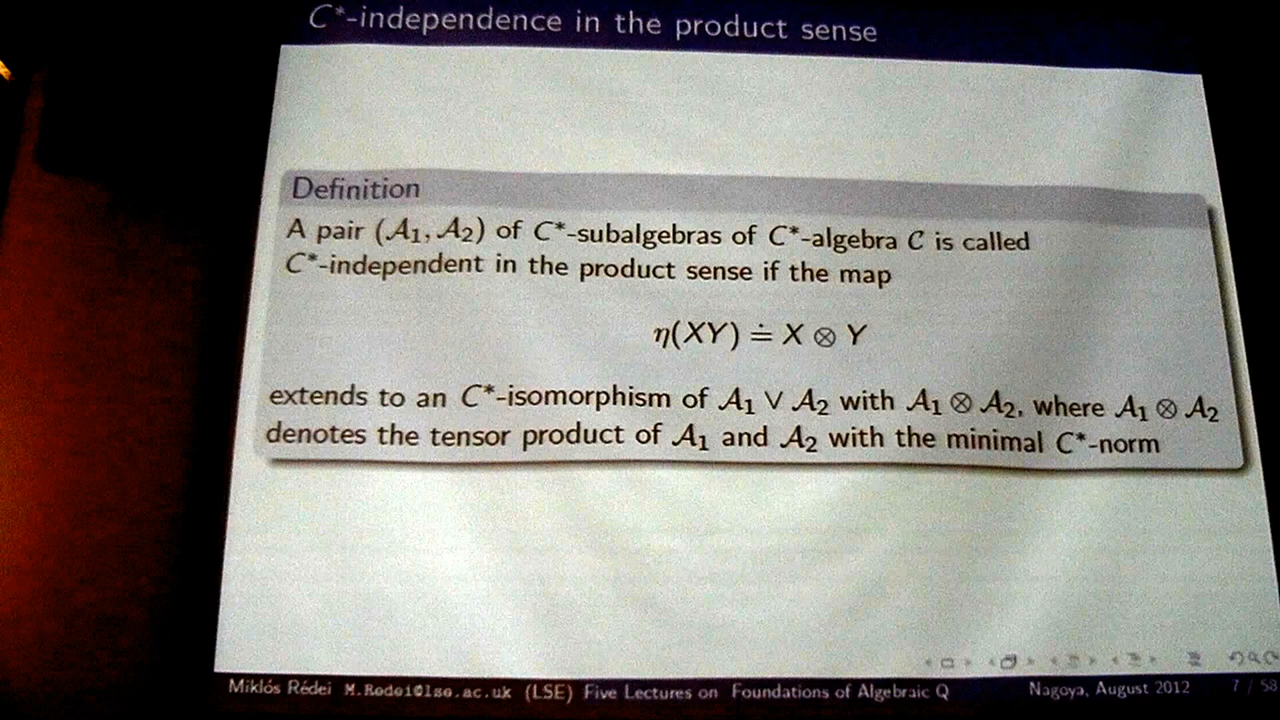 C*-independence in the product sense
Definition
A pair (𝒜₁, 𝒜₂) of C*-subalgebras of C*-algebra 𝒞 is called
C*-independent in the product sense if the map
η(XY) ≐ X ⊗ Y
extends to an C*-isomorphism of 𝒜₁ ∨ 𝒜₂ with 𝒜₁ ⊗ 𝒜₂, where 𝒜₁ ⊗ 𝒜₂
denotes the tensor product of 𝒜₁ and 𝒜₂ with the minimal C*-norm
Miklós Rédei M.Redei@lse.ac.uk (LSE) Five Lectures on Foundations of Algebraic Q Nagoya, August 2012 7 / 58